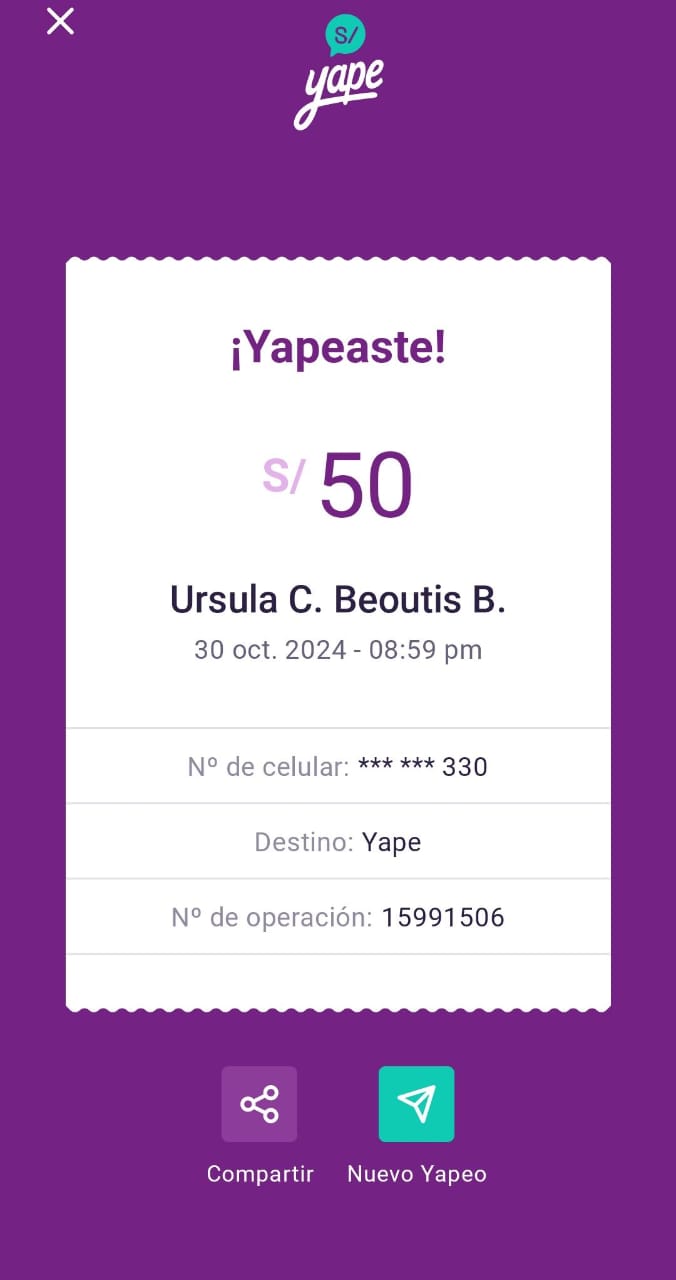 S/
yape
¡Yapeaste!
S/ 50
Ursula C. Beoutis B.
30 oct. 2024 - 08:59 pm
Nº de celular: *** *** 330
Destino: Yape
Nº de operación: 15991506
Compartir Nuevo Yapeo